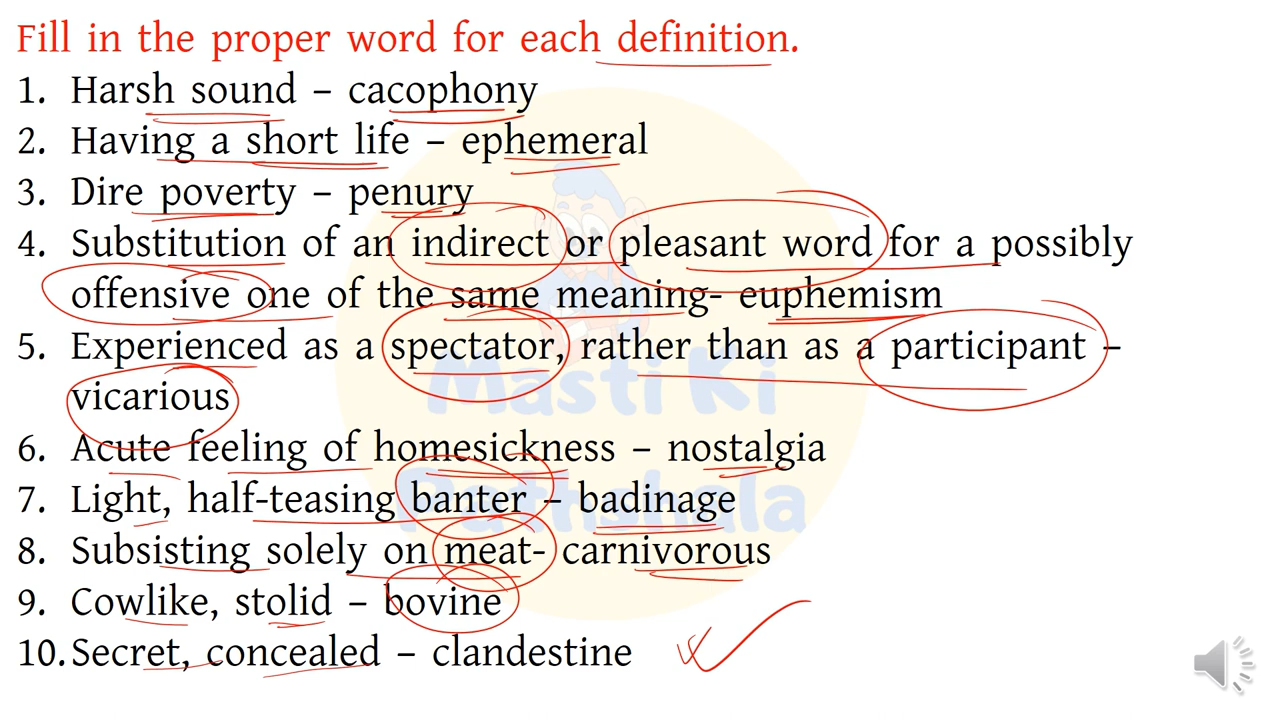 Fill in the proper word for each definition.
1. Harsh sound – cacophony
2. Having a short life – ephemeral
3. Dire poverty – penury
4. Substitution of an indirect or pleasant word for a possibly
offensive one of the same meaning- euphemism
5. Experienced as a spectator, rather than as a participant –
vicarious
6. Acute feeling of homesickness – nostalgia
7. Light, half-teasing banter – badinage
8. Subsisting solely on meat- carnivorous
9. Cowlike, stolid – bovine
10. Secret, concealed – clandestine
Masti Ki
Pathshala